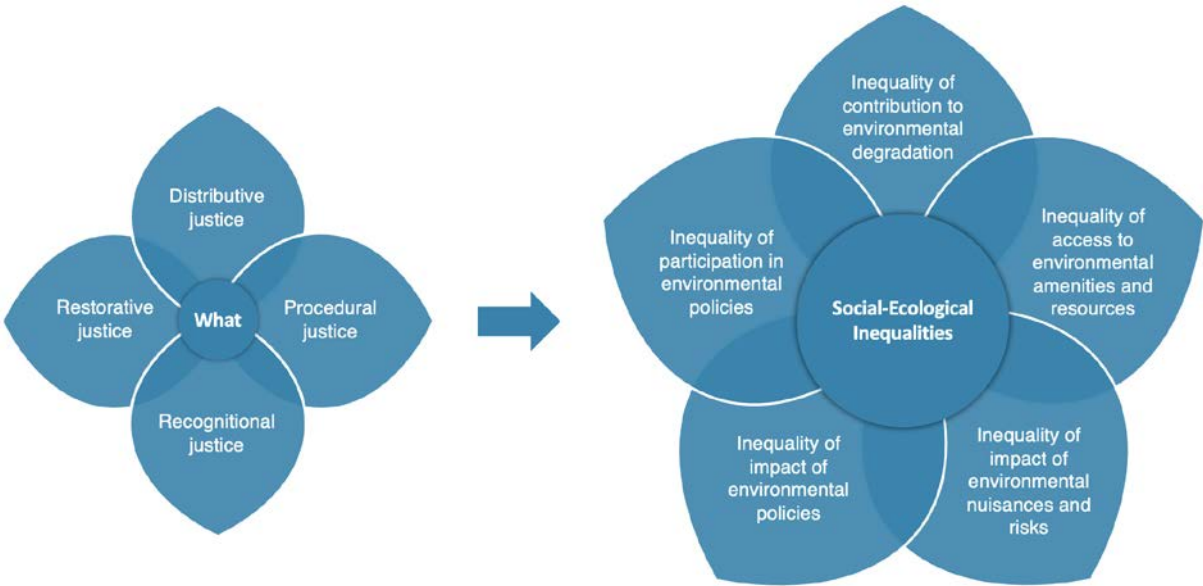 Distributive
justice
Restorative
justice
What
Procedural
justice
Recognitional
justice
Inequality of
contribution to
environmental
degradation
Inequality of
access to
environmental
amenities and
resources
Inequality of
impact of
environmental
nuisances and
risks
Inequality of
impact of
environmental
policies
Inequality of
participation in
environmental
policies
Social-Ecological
Inequalities